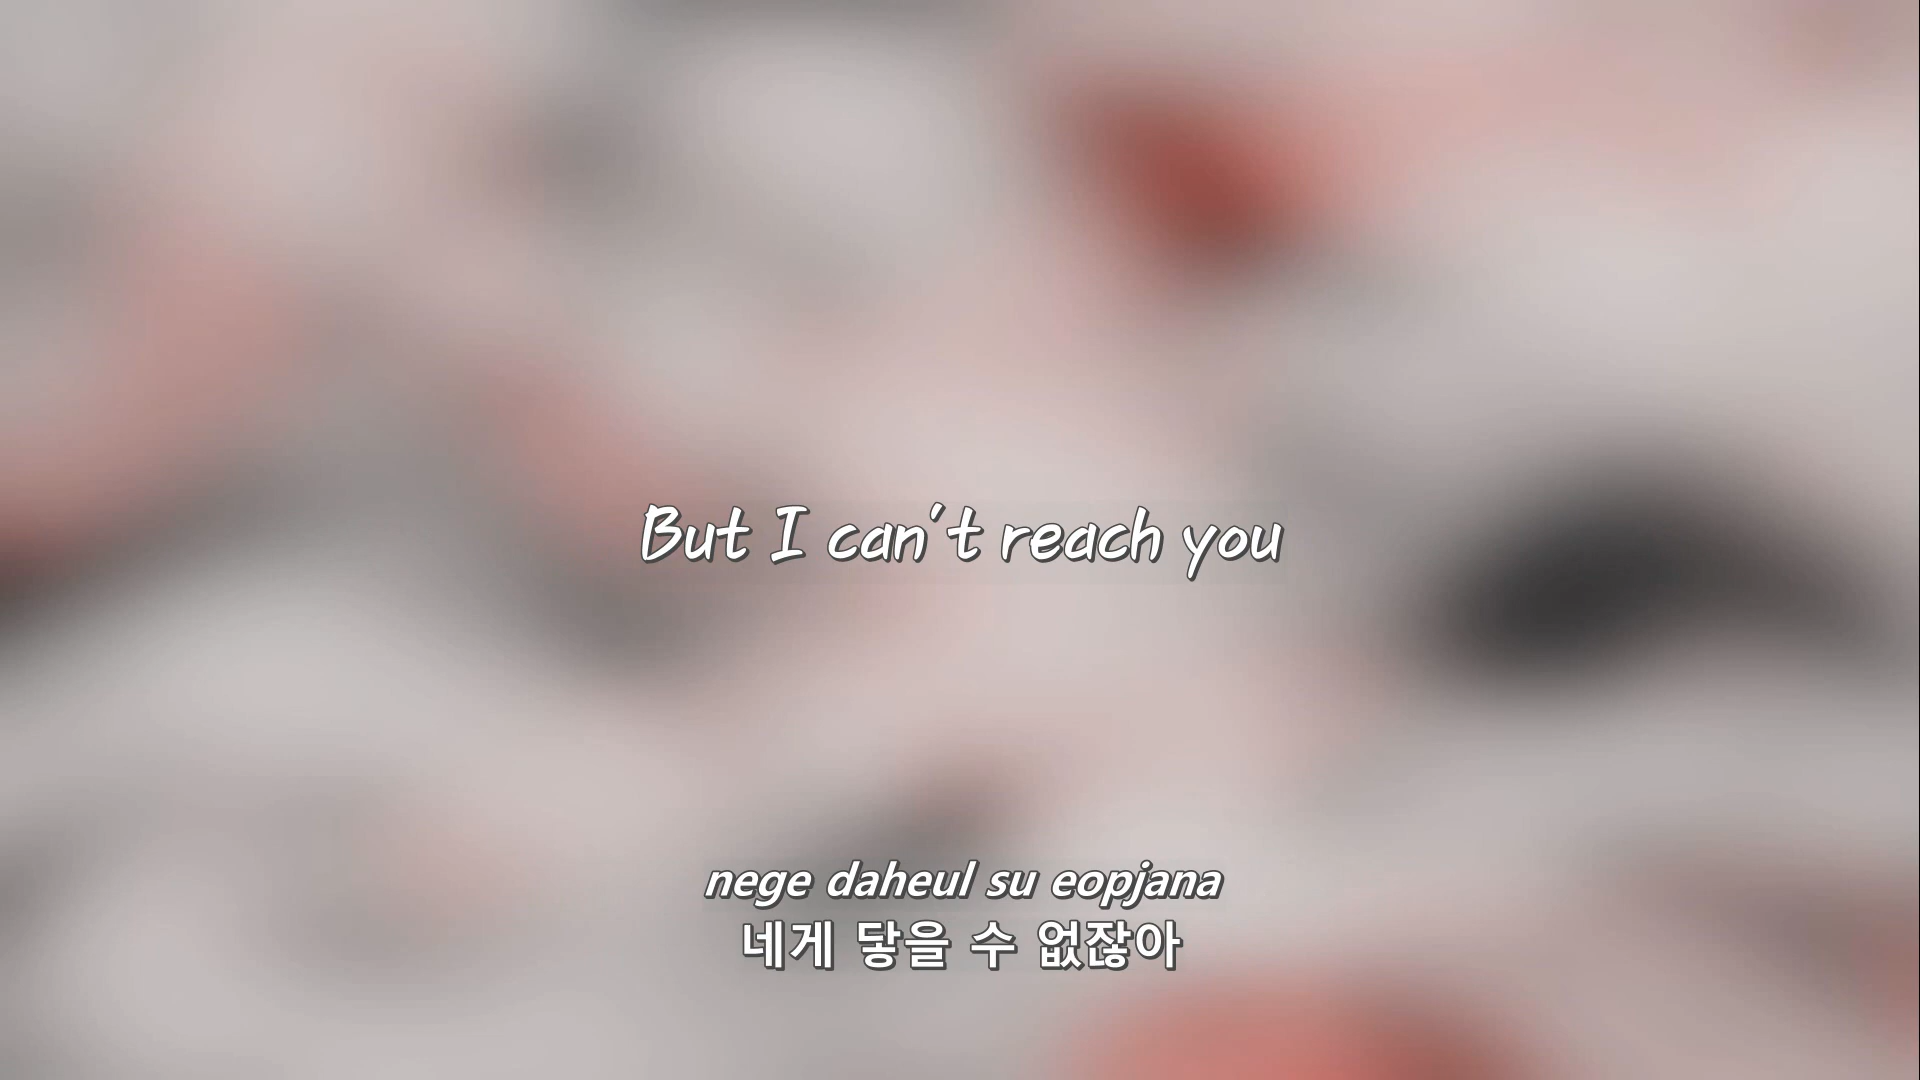 But I can't reach you
nege daheul su eopjana
네게 닿을 수 없잖아